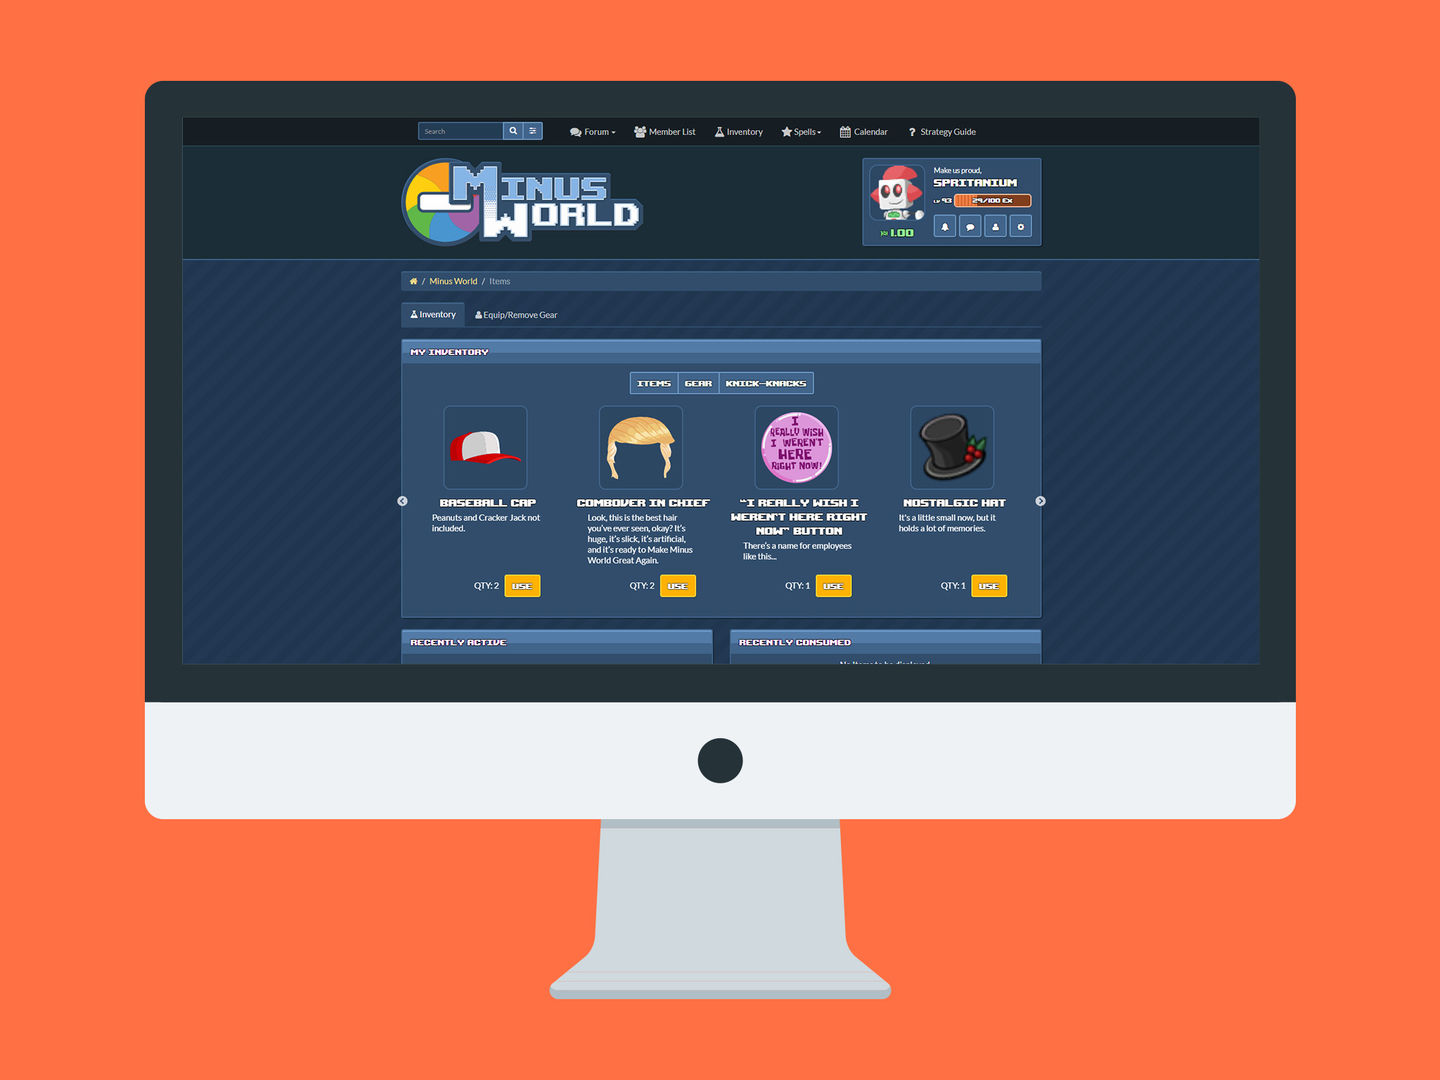 Search
Forum
Member List
Inventory
Spells
Calendar
? Strategy Guide
MINUS
WORLD
Make us proud,
SPRITANIUM
LV 93
29/100 EX
1.00
/ Minus World / Items
Inventory
Equip/Remove Gear
MY INVENTORY
ITEMS
GEAR
KNICK-KNACKS
I
REALLY WISH
I WEREN'T
HERE
RIGHT NOW!
BASEBALL CAP
Peanuts and Cracker Jack not
included.
QTY: 2
USE
COMBOVER IN CHIEF
Look, this is the best hair
you've ever seen, okay? It's
huge, it's slick, it's artificial,
and it's ready to Make Minus
World Great Again.
QTY: 2
USE
"I REALLY WISH I
WEREN'T HERE RIGHT
NOW" BUTTON
There's a name for employees
like this...
QTY: 1
USE
NOSTALGIC HAT
It's a little small now, but it
holds a lot of memories.
QTY: 1
USE
RECENTLY ACTIVE
RECENTLY CONSUMED
No items to be displayed